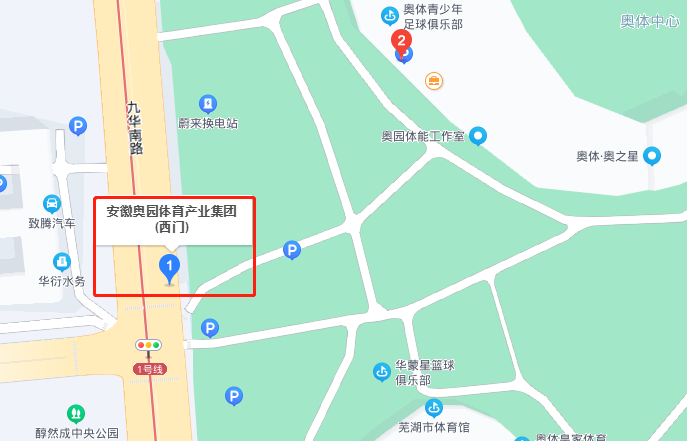 奥体青少年
足球俱乐部
奥体中心
2
P
九华南路
蔚来换电站
P
奥园体能工作室
奥体·奥之星
致腾汽车
安徽奥园体育产业集团
(西门)
1
P
华衍水务
P
1号线
华蒙星篮球
俱乐部
P
醇然成中央公园
芜湖市体育馆